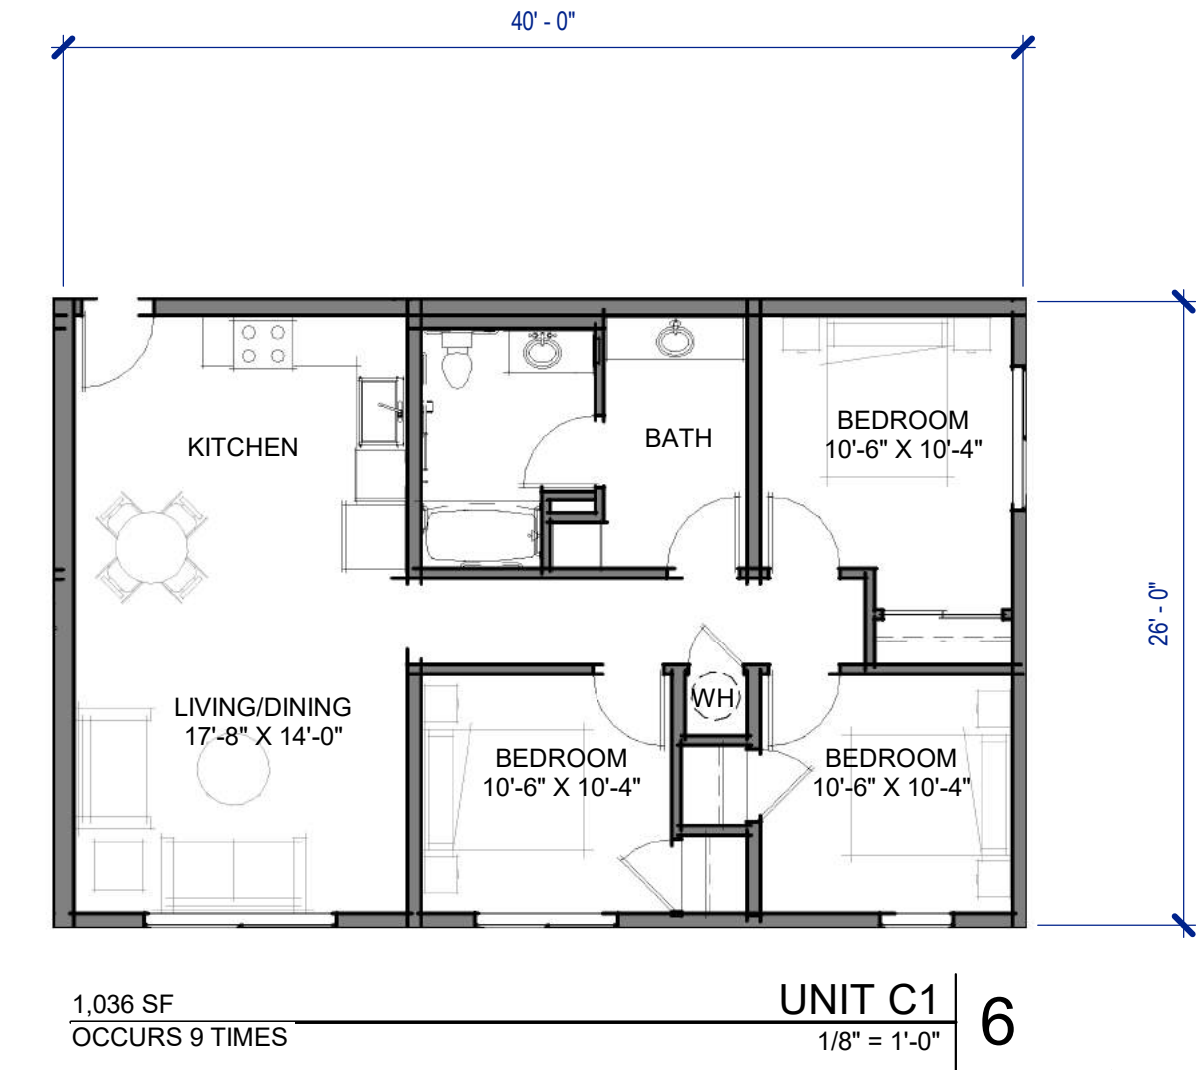 40' - 0"
KITCHEN
BATH
BEDROOM
10'-6" X 10'-4"
26' - 0"
LIVING/DINING
17'-8" X 14'-0"
WH
BEDROOM
10'-6" X 10'-4"
BEDROOM
10'-6" X 10'-4"
1,036 SF
OCCURS 9 TIMES
UNIT C1
1/8" = 1'-0"
6